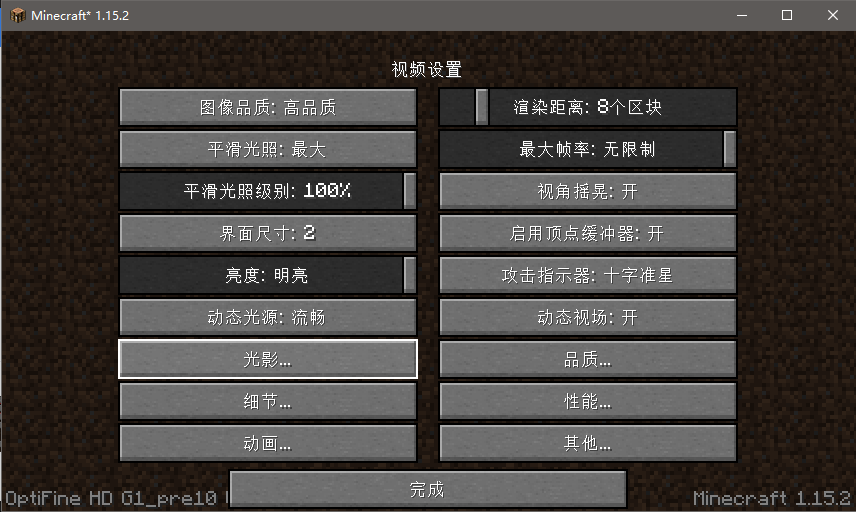 Minecraft* 1.15.2
视频设置
图像品质: 高品质
渲染距离: 8个区块
平滑光照: 最大
最大帧率: 无限制
平滑光照级别: 100%
视角摇晃: 开
界面尺寸: 2
启用顶点缓冲器: 开
亮度: 明亮
攻击指示器: 十字准星
动态光源: 流畅
动态视场: 开
光影...
品质...
细节...
性能...
动画...
其他...
完成
OptiFine HD G1_pre10
Minecraft 1.15.2